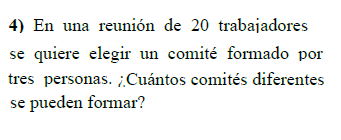 4) En una reunión de 20 trabajadores
se quiere elegir un comité formado por
tres personas. ¿Cuántos comités diferentes
se pueden formar?